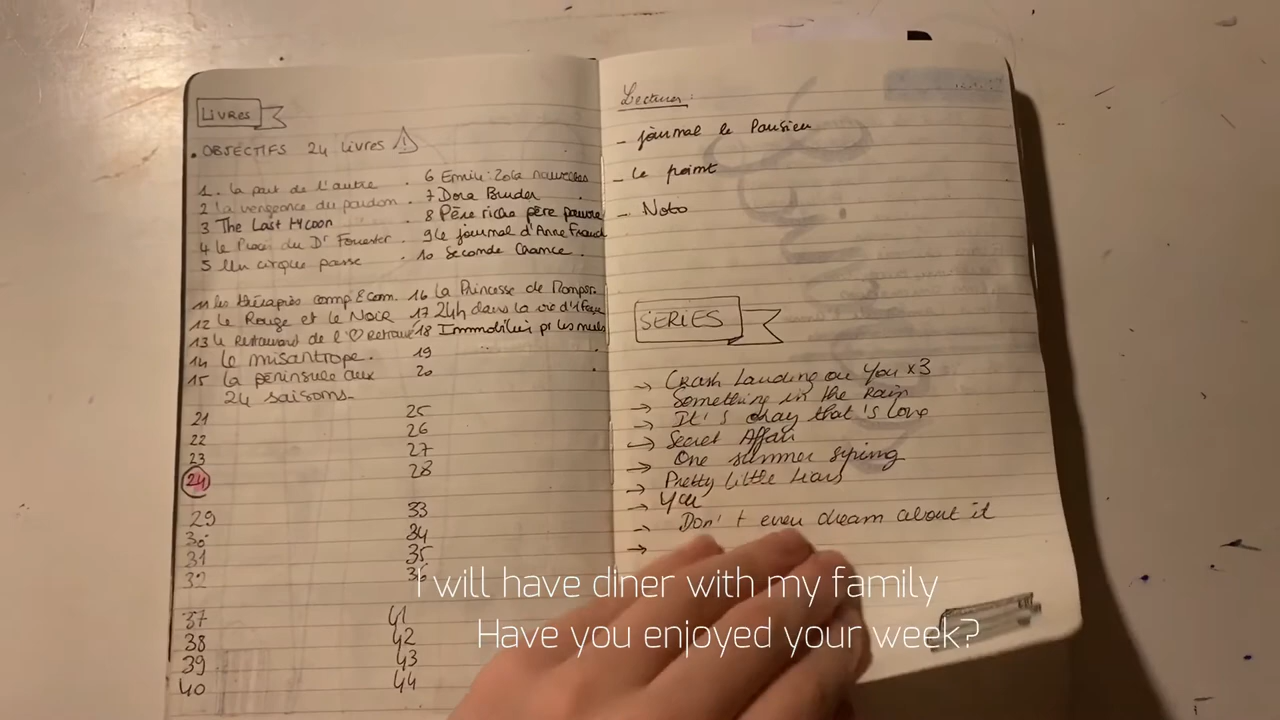 LIVRES
. OBJECTIFS 24 Livres
1. La part de l'autre
2 la vengeance du pardon
3 The Last Tycoon
4 le Place du Dr Forrester
5 Un cirque passe
. 6 Emile Zola nouvelles
. 7 Dora Bruder
. 8 Père riche père pauvre
. 9 le journal d'Anne Franck
. 10 Seconde Chance.
11 les thérapies comp & com.
12 le Rouge et le Noir
13 le Restaurant de l'♡ Retrouvé
14 le misantrope.
15 la péninsule aux
24 saisons.
16 La Princesse de Montpsr.
17 24h dans la vie d'1 feme
18 Immobilier pr les nuls
19
20
21
22
23
24
25
26
27
28
29
30
31
32
33
34
35
36
37
38
39
40
41
42
43
44
Lectures:
- journal le Parisien
- le point
- Noto
SERIES
→ Crash Landing on You x3
→ Something in the Rain
→ It's okay that's love
→ Secret Affair
→ One summer spring
→ Pretty little liars
→ You
→ Don't even dream about it
→
I will have diner with my family
Have you enjoyed your week?